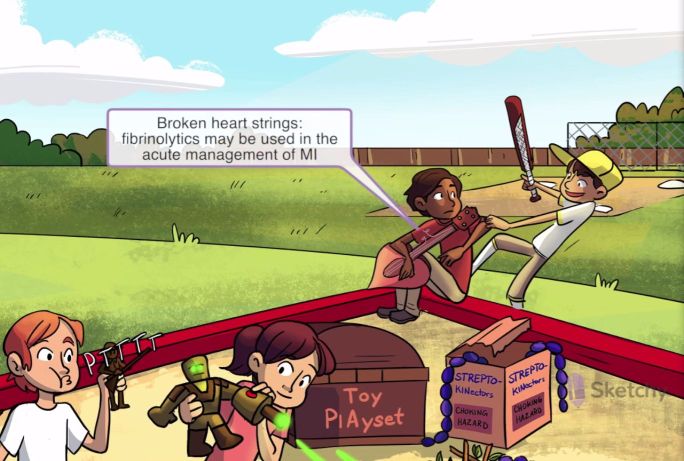 Broken heart strings:
fibrinolytics may be used in the
acute management of MI
PTTTT
Toy
PlAyset
STREPTO-
KINectors
CHOKING
HAZARD
STREPTO-
KINectors
CHOKING
HAZARD
Sketchy